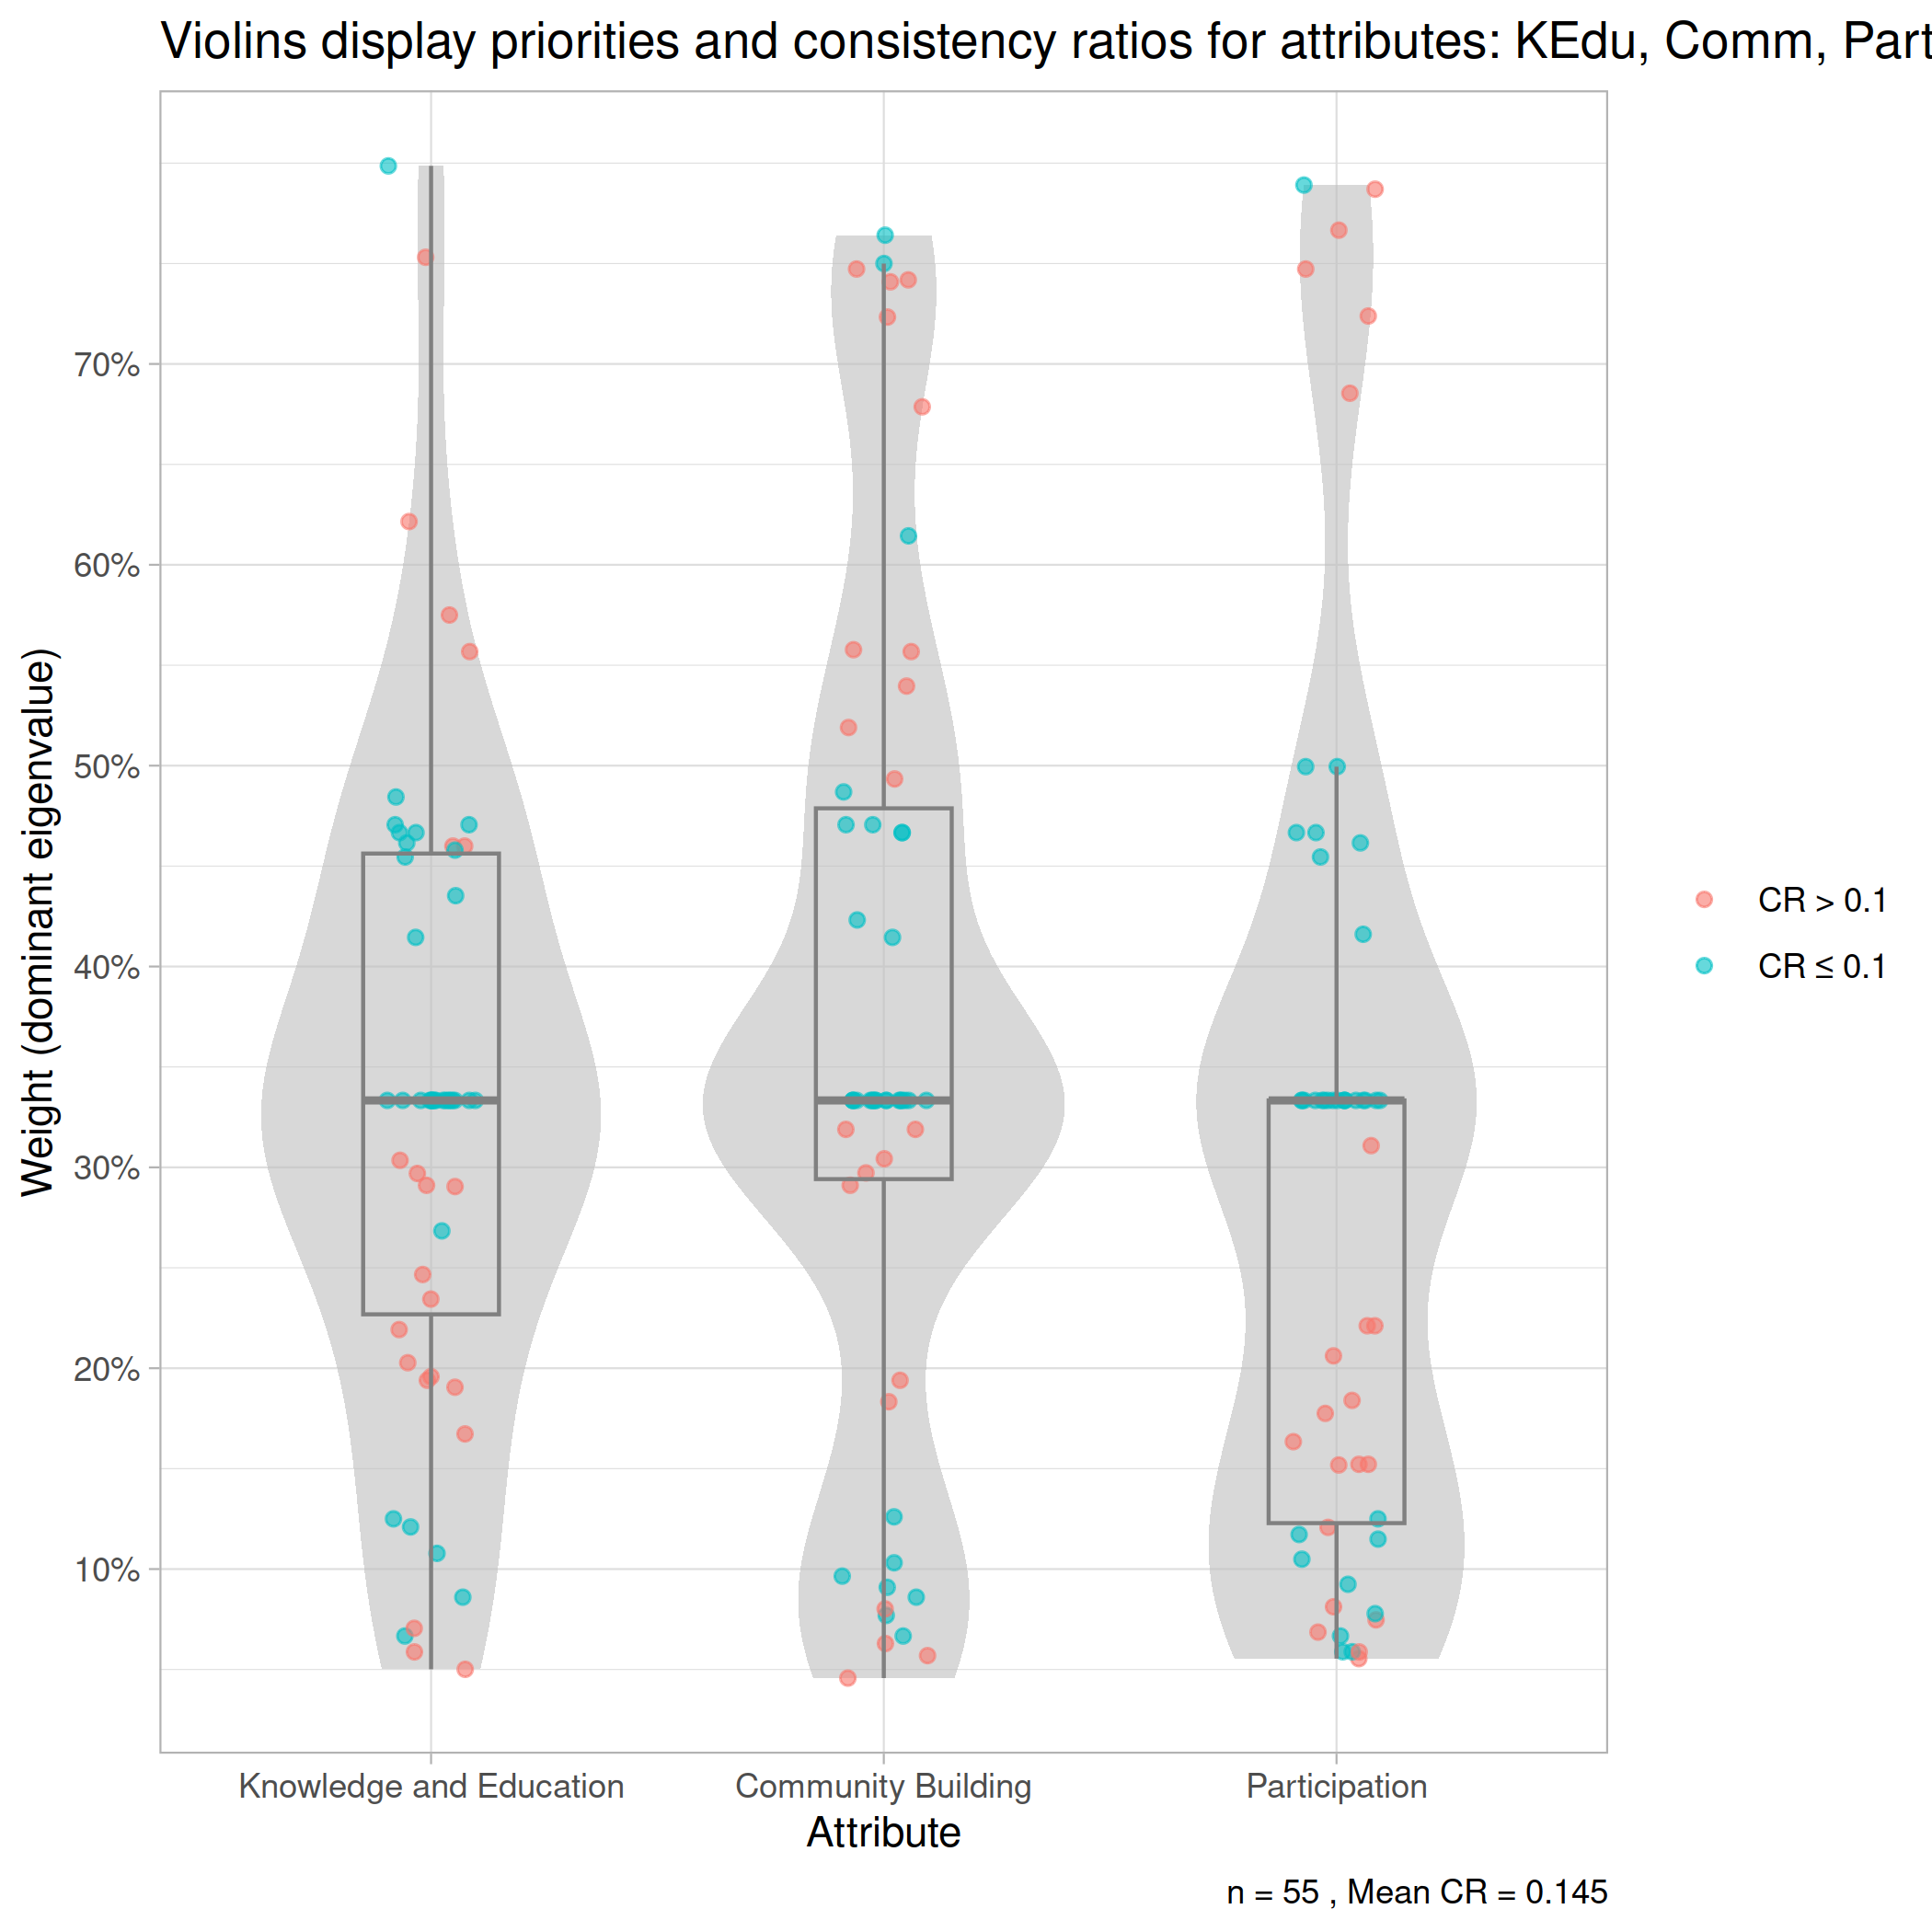 Violins display priorities and consistency ratios for attributes: KEdu, Comm, Part
Weight (dominant eigenvalue)
70%
60%
50%
40%
30%
20%
10%
CR > 0.1
CR ≤ 0.1
Knowledge and Education
Community Building
Participation
Attribute
n = 55 , Mean CR = 0.145